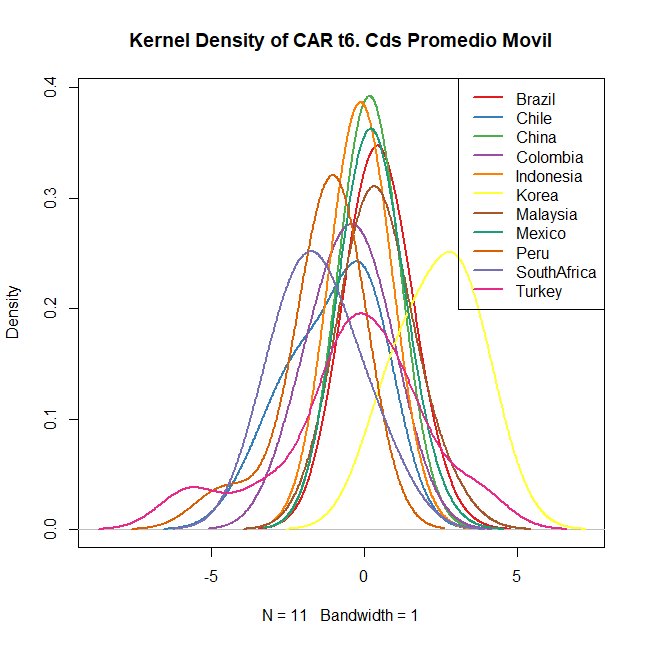 Kernel Density of CAR t6. Cds Promedio Movil
Density
0.4
0.3
0.2
0.1
0.0
Brazil
Chile
China
Colombia
Indonesia
Korea
Malaysia
Mexico
Peru
SouthAfrica
Turkey
-5 0 5
N = 11 Bandwidth = 1